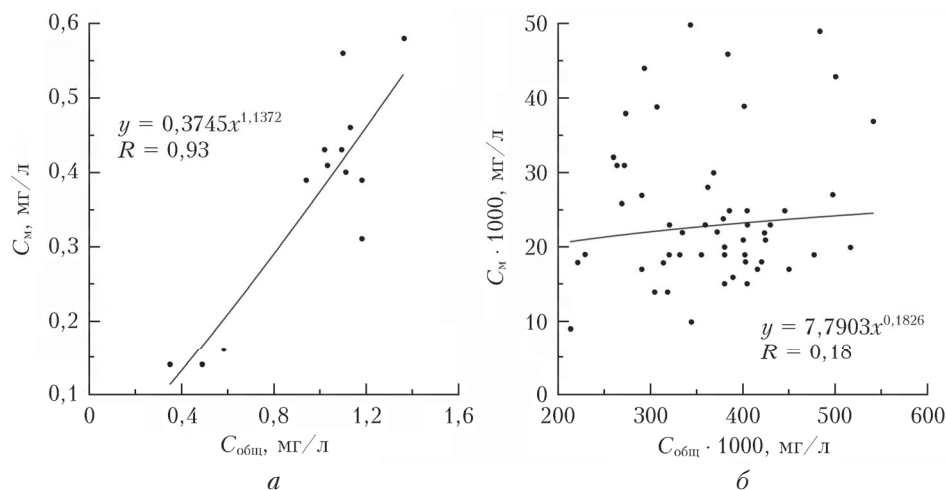 0,6
0,5
0,4
0,3
0,2
0,1
C_м, мг/л
y = 0,3745x^1,1372
R = 0,93
0 0,4 0,8 1,2 1,6
C_общ, мг/л
а
50
40
30
20
10
0
C_м · 1000, мг/л
y = 7,7903x^0,1826
R = 0,18
200 300 400 500 600
C_общ · 1000, мг/л
б